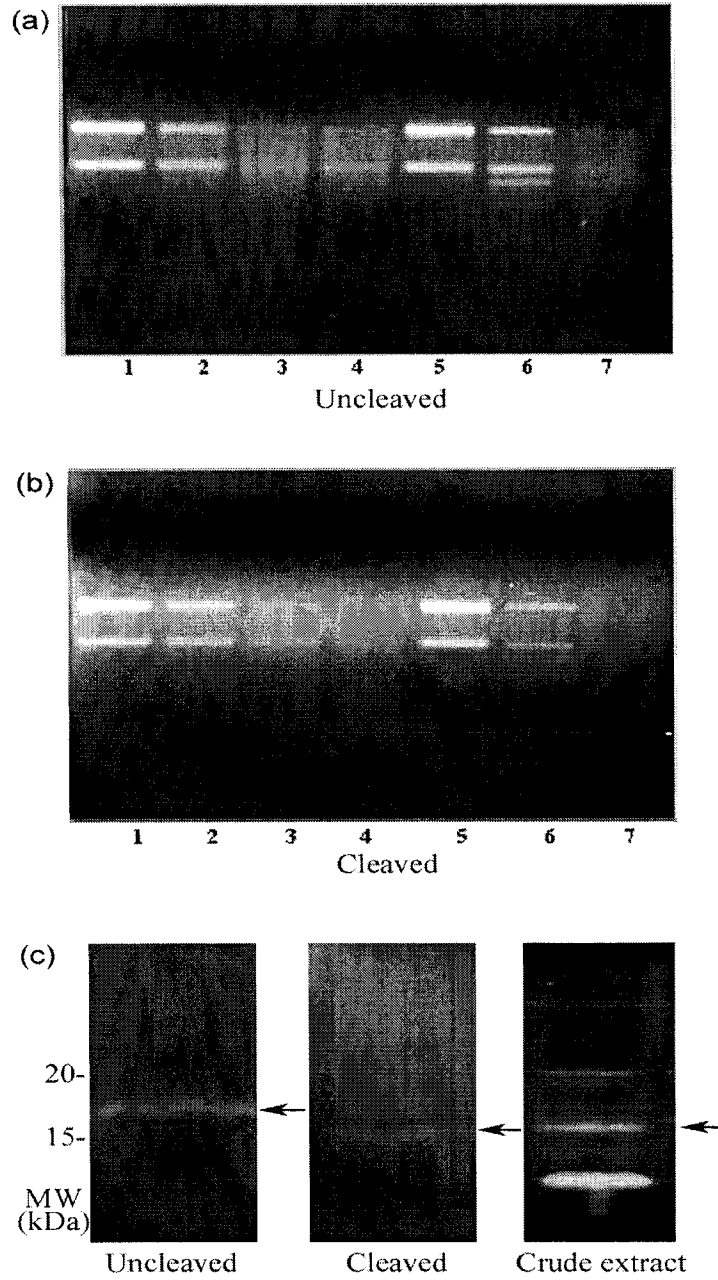 (a)
1 2 3 4 5 6 7
Uncleaved
(b)
1 2 3 4 5 6 7
Cleaved
(c)
20-
15-
MW
(kDa)
Uncleaved Cleaved Crude extract